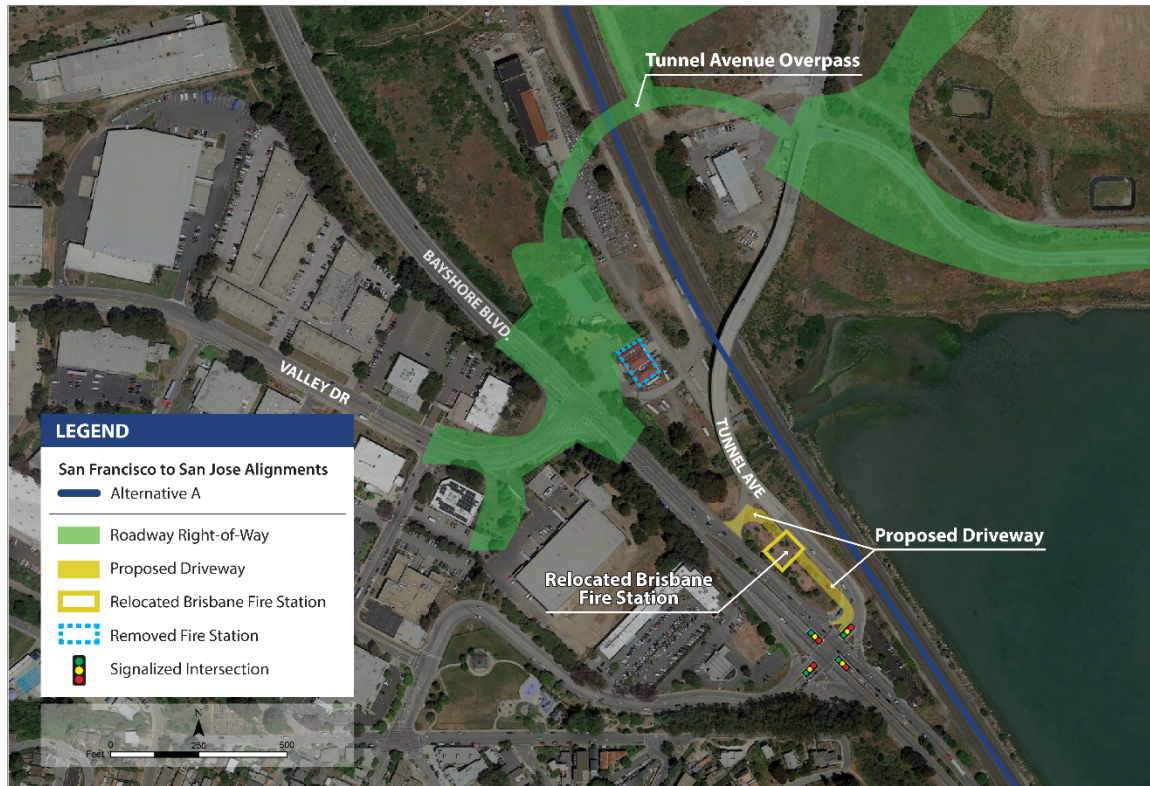 Tunnel Avenue Overpass
BAYSHORE BLVD.
VALLEY DR
TUNNEL AVE
Proposed Driveway
Relocated Brisbane
Fire Station
LEGEND
San Francisco to San Jose Alignments
Alternative A
Roadway Right-of-Way
Proposed Driveway
Relocated Brisbane Fire Station
Removed Fire Station
Signalized Intersection
N
0 250 500
Feet